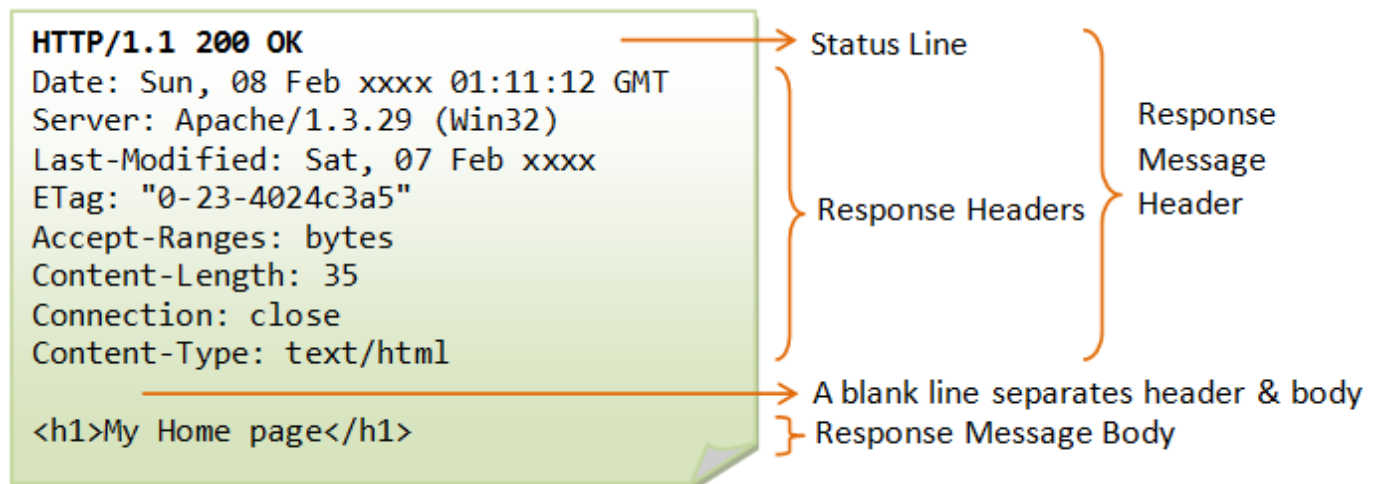 HTTP/1.1 200 OK
Date: Sun, 08 Feb xxxx 01:11:12 GMT
Server: Apache/1.3.29 (Win32)
Last-Modified: Sat, 07 Feb xxxx
ETag: "0-23-4024c3a5"
Accept-Ranges: bytes
Content-Length: 35
Connection: close
Content-Type: text/html
<h1>My Home page</h1>
Status Line
Response Headers
Response
Message
Header
A blank line separates header & body
Response Message Body